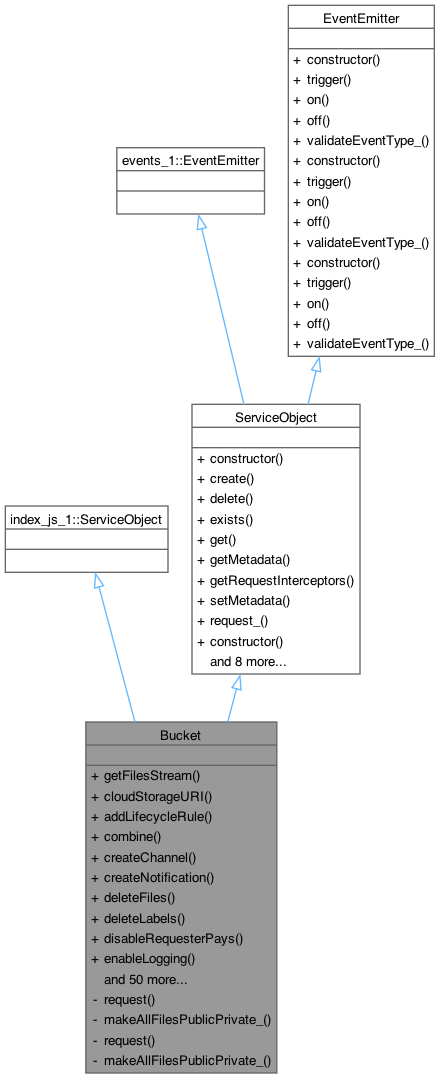 EventEmitter
+ constructor()
+ trigger()
+ on()
+ off()
+ validateEventType_()
+ constructor()
+ trigger()
+ on()
+ off()
+ validateEventType_()
+ constructor()
+ trigger()
+ on()
+ off()
+ validateEventType_()
events_1::EventEmitter
ServiceObject
+ constructor()
+ create()
+ delete()
+ exists()
+ get()
+ getMetadata()
+ getRequestInterceptors()
+ setMetadata()
+ request_()
+ constructor()
and 8 more...
index_js_1::ServiceObject
Bucket
+ getFilesStream()
+ cloudStorageURI()
+ addLifecycleRule()
+ combine()
+ createChannel()
+ createNotification()
+ deleteFiles()
+ deleteLabels()
+ disableRequesterPays()
+ enableLogging()
and 50 more...
- request()
- makeAllFilesPublicPrivate_()
- request()
- makeAllFilesPublicPrivate_()